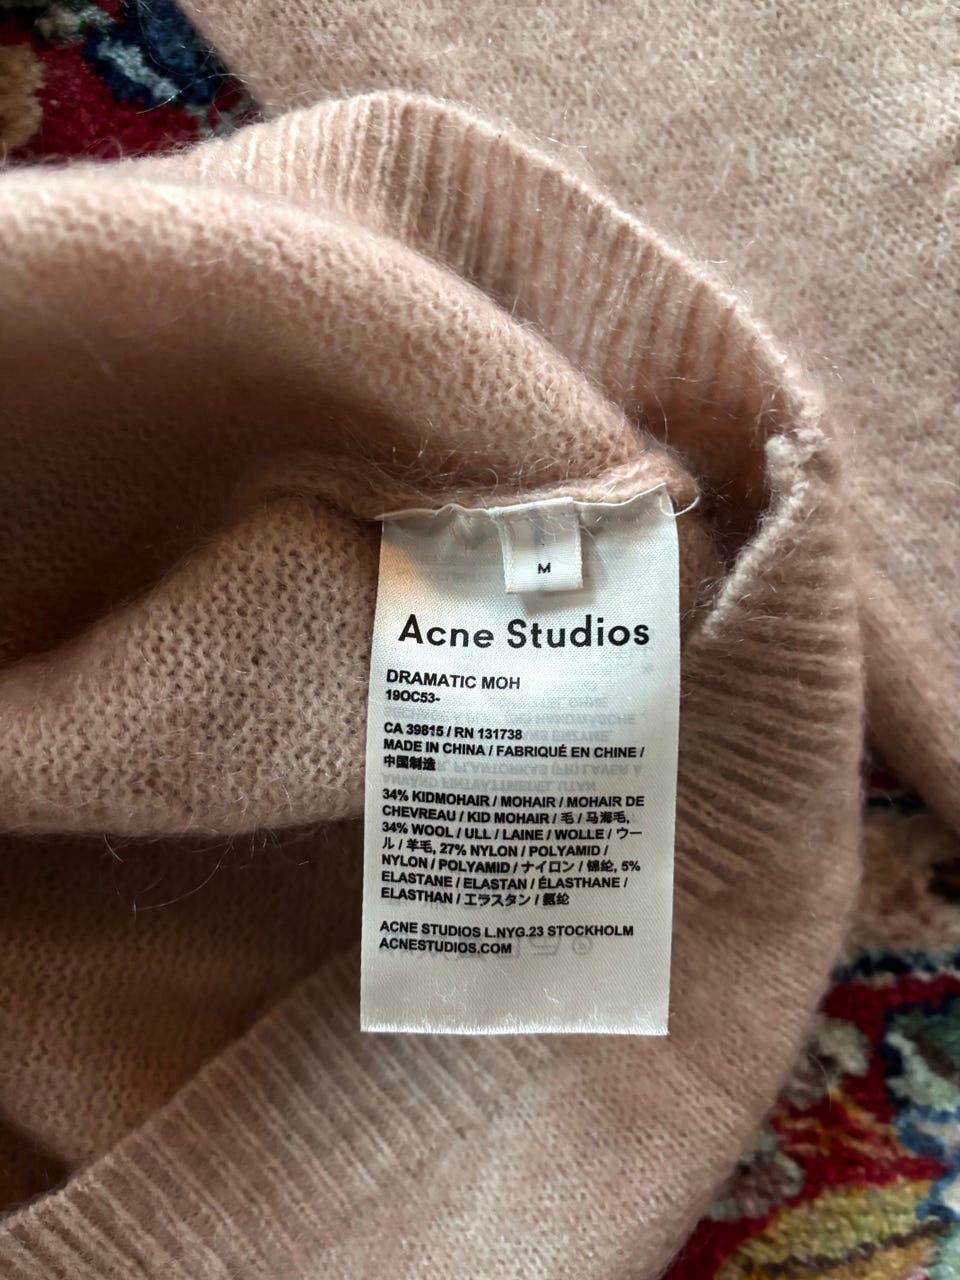 M
Acne Studios
DRAMATIC MOH
19OC53-
CA 39815 / RN 131738
MADE IN CHINA / FABRIQUÉ EN CHINE /
中国制造
34% KIDMOHAIR / MOHAIR / MOHAIR DE
CHEVREAU / KID MOHAIR / 毛 / 马海毛,
34% WOOL / ULL / LAINE / WOLLE / ウー
ル / 羊毛, 27% NYLON / POLYAMID /
NYLON / POLYAMID / ナイロン / 锦纶, 5%
ELASTANE / ELASTAN / ÉLASTHANE /
ELASTHAN / エラスタン / 氨纶
ACNE STUDIOS L.NYG.23 STOCKHOLM
ACNESTUDIOS.COM